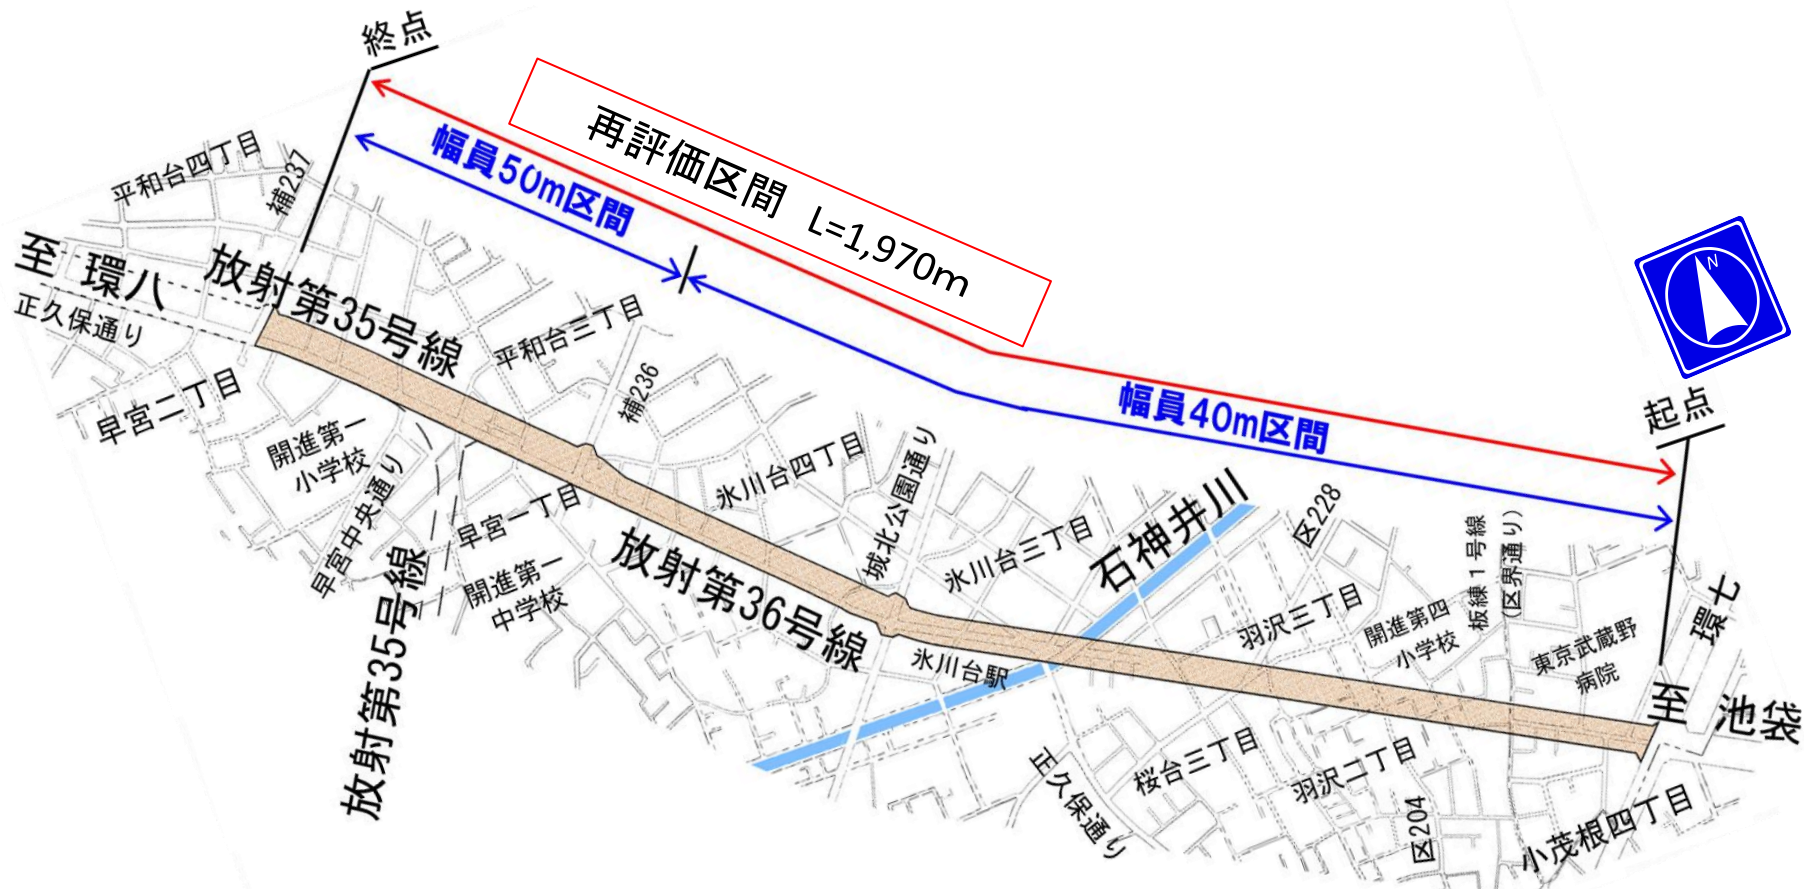 終点
再評価区間 L=1,970m
幅員50m区間
幅員40m区間
N
起点
平和台四丁目
補237
至 環八
放射第35号線
正久保通り
平和台三丁目
早宮二丁目
補236
開進第一
小学校
早宮中央通り
氷川台四丁目
城北公園通り
早宮一丁目
放射第35号線
開進第一
中学校
放射第36号線
氷川台三丁目
石神井川
区228
板練1号線
(区界通り)
環七
羽沢三丁目
開進第四
小学校
東京武蔵野
病院
氷川台駅
至 池袋
正久保通り
桜台三丁目
羽沢二丁目
区204
小茂根四丁目